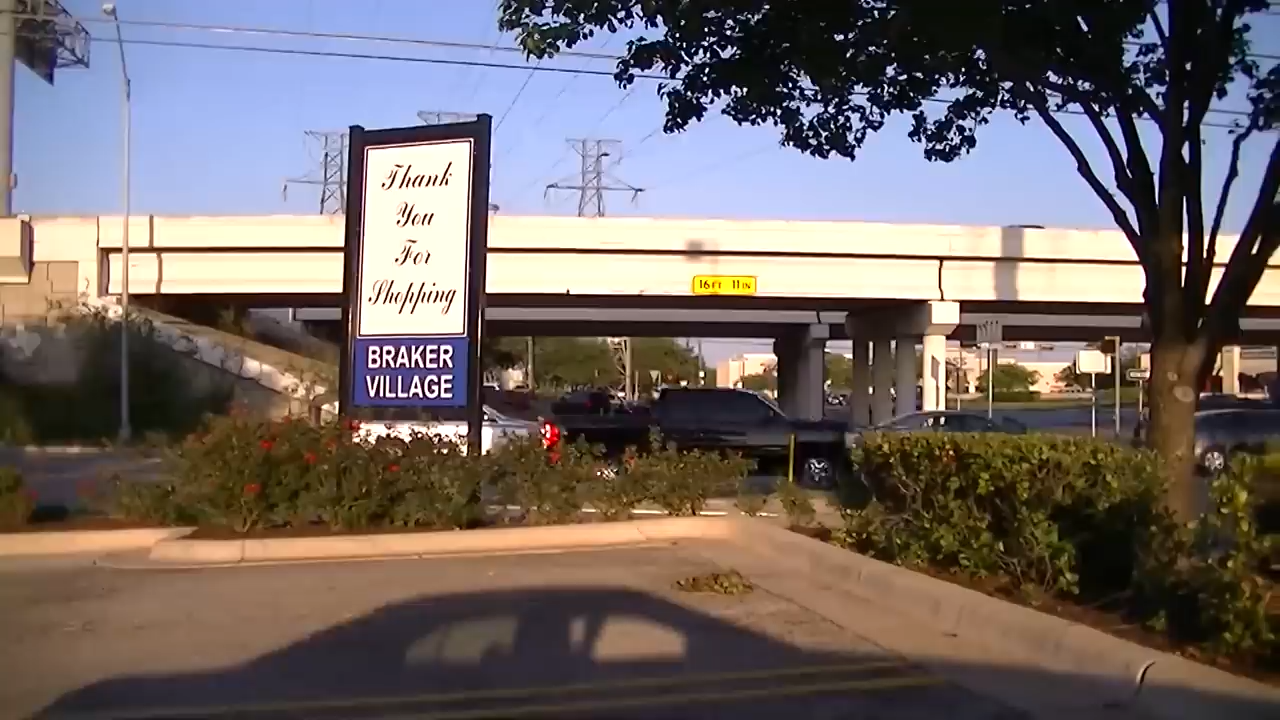 Thank
You
For
Shopping
BRAKER
VILLAGE
16 FT 11 IN